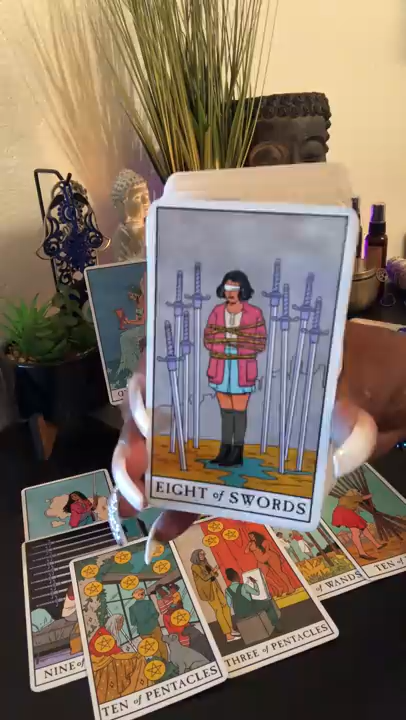 EIGHT of SWORDS
NINE of
TEN of PENTACLES
THREE of PENTACLES
of WANDS
TEN of